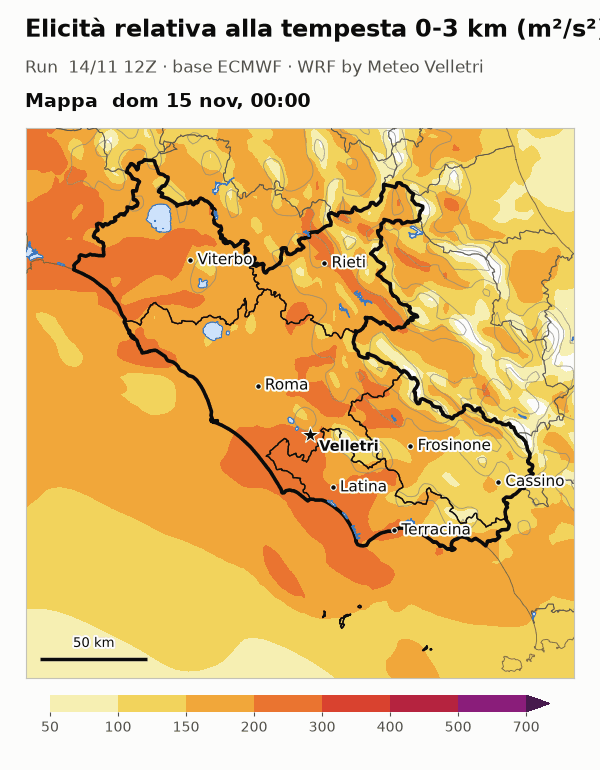 Elicità relativa alla tempesta 0-3 km (m²/s²)
Run  14/11 12Z · base ECMWF · WRF by Meteo Velletri
Mappa  dom 15 nov, 00:00
Viterbo
Rieti
Roma
Velletri
Frosinone
Latina
Cassino
Terracina
50 km
50 100 150 200 300 400 500 700